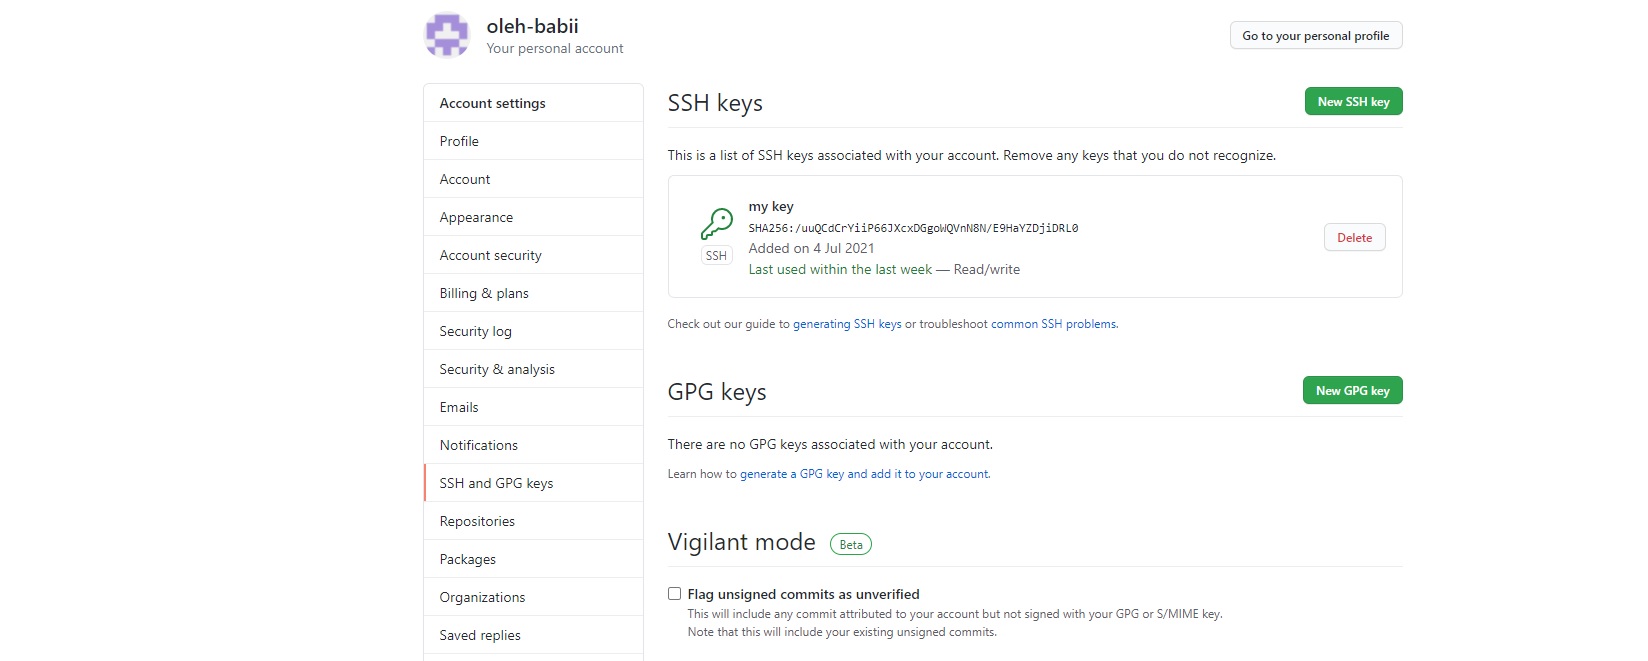 oleh-babii
Your personal account
Go to your personal profile
Account settings
Profile
Account
Appearance
Account security
Billing & plans
Security log
Security & analysis
Emails
Notifications
SSH and GPG keys
Repositories
Packages
Organizations
Saved replies
SSH keys
New SSH key
This is a list of SSH keys associated with your account. Remove any keys that you do not recognize.
my key
SHA256:/uuQCdCrYiiP66JXcxDGgoWQVnN8N/E9HaYZDjiDRL0
Added on 4 Jul 2021
Last used within the last week — Read/write
SSH
Delete
Check out our guide to generating SSH keys or troubleshoot common SSH problems.
GPG keys
New GPG key
There are no GPG keys associated with your account.
Learn how to generate a GPG key and add it to your account.
Vigilant mode Beta
Flag unsigned commits as unverified
This will include any commit attributed to your account but not signed with your GPG or S/MIME key.
Note that this will include your existing unsigned commits.